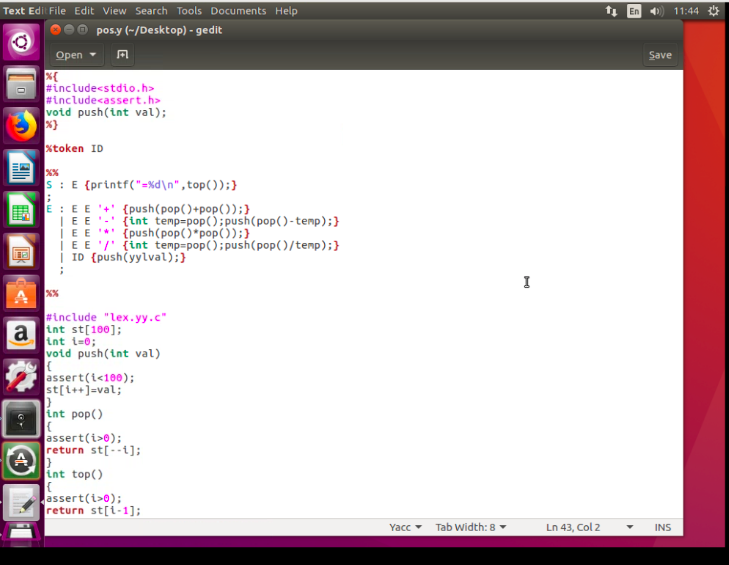 Text Edi File Edit View Search Tools Documents Help En 11:44
pos.y (~/Desktop) - gedit
Open Save
%{
#include<stdio.h>
#include<assert.h>
void push(int val);
%}
%token ID
%%
S : E {printf("=%d\n",top());}
;
E : E E '+' {push(pop()+pop());}
| E E '-' {int temp=pop();push(pop()-temp);}
| E E '*' {push(pop()*pop());}
| E E '/' {int temp=pop();push(pop()/temp);}
| ID {push(yylval);}
;
%%
#include "lex.yy.c"
int st[100];
int i=0;
void push(int val)
{
assert(i<100);
st[i++]=val;
}
int pop()
{
assert(i>0);
return st[--i];
}
int top()
{
assert(i>0);
return st[i-1];
Yacc Tab Width: 8 Ln 43, Col 2 INS